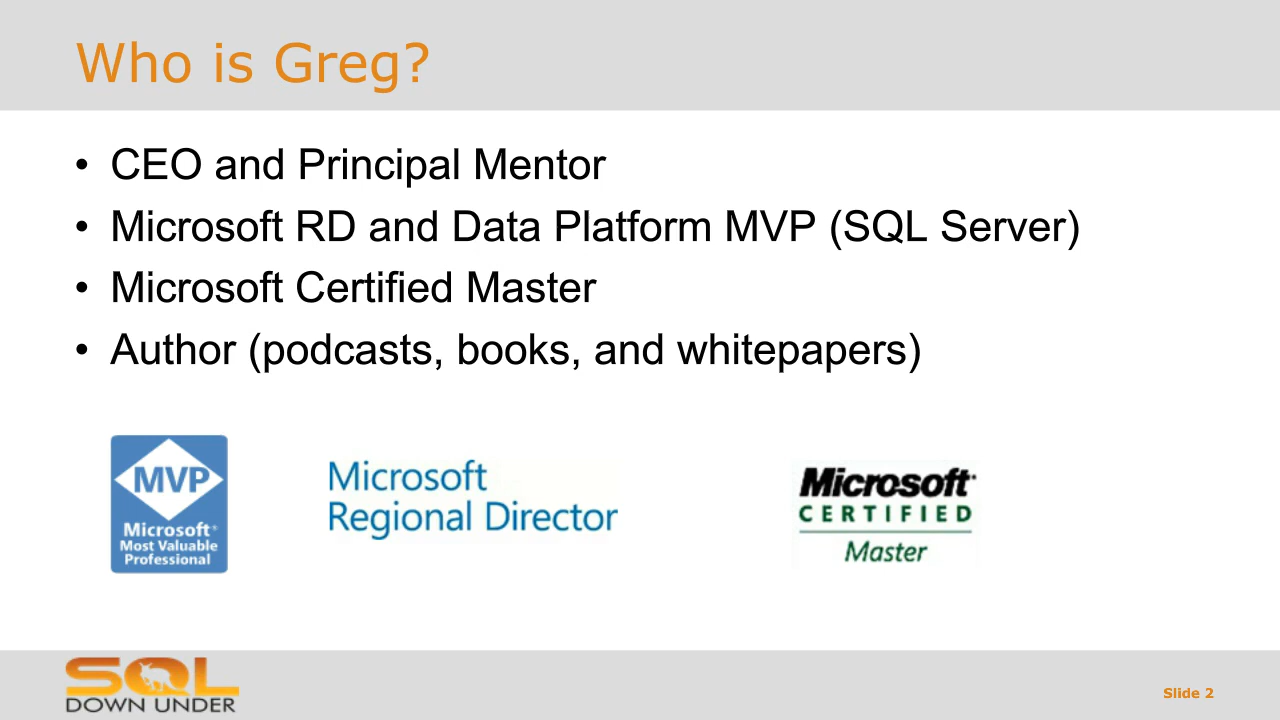 Who is Greg?
• CEO and Principal Mentor
• Microsoft RD and Data Platform MVP (SQL Server)
• Microsoft Certified Master
• Author (podcasts, books, and whitepapers)
MVP
Microsoft®
Most Valuable
Professional
Microsoft
Regional Director
Microsoft®
CERTIFIED
Master
SQL
DOWN UNDER
Slide 2